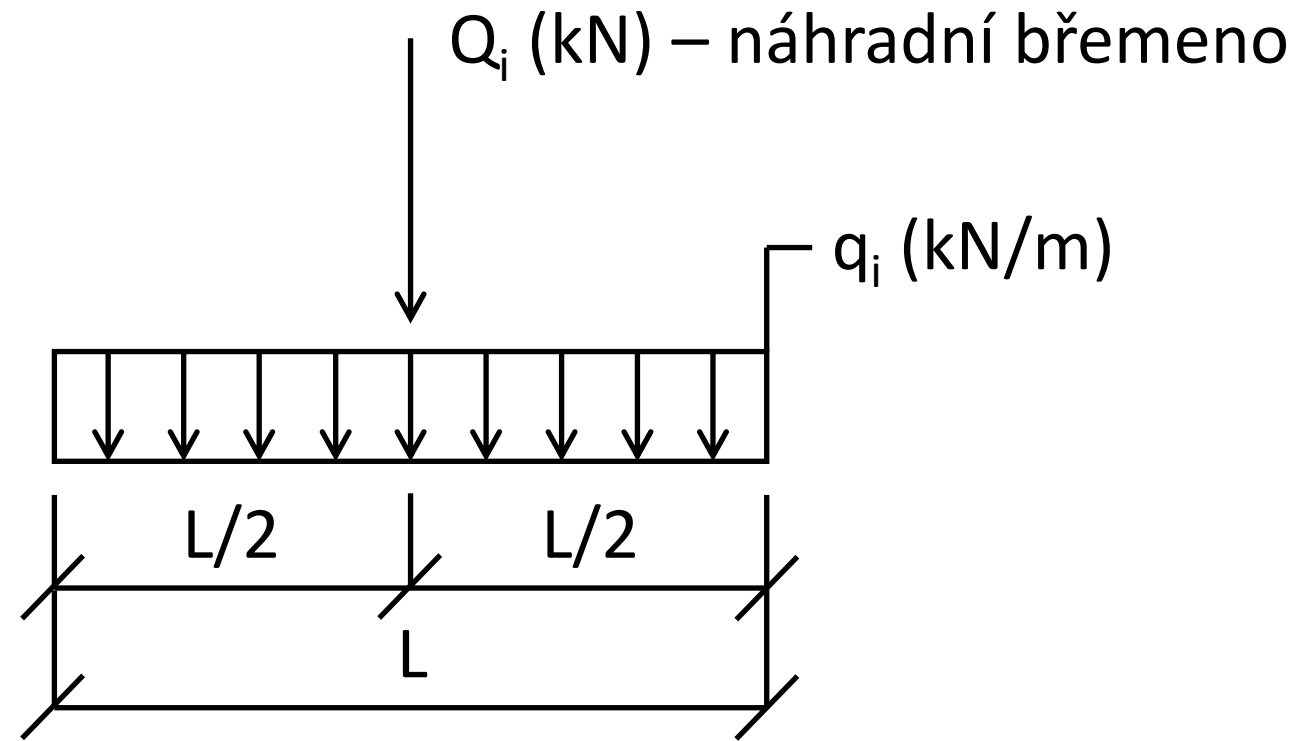 Qi (kN) – náhradní břemeno
qi (kN/m)
L/2 L/2
L